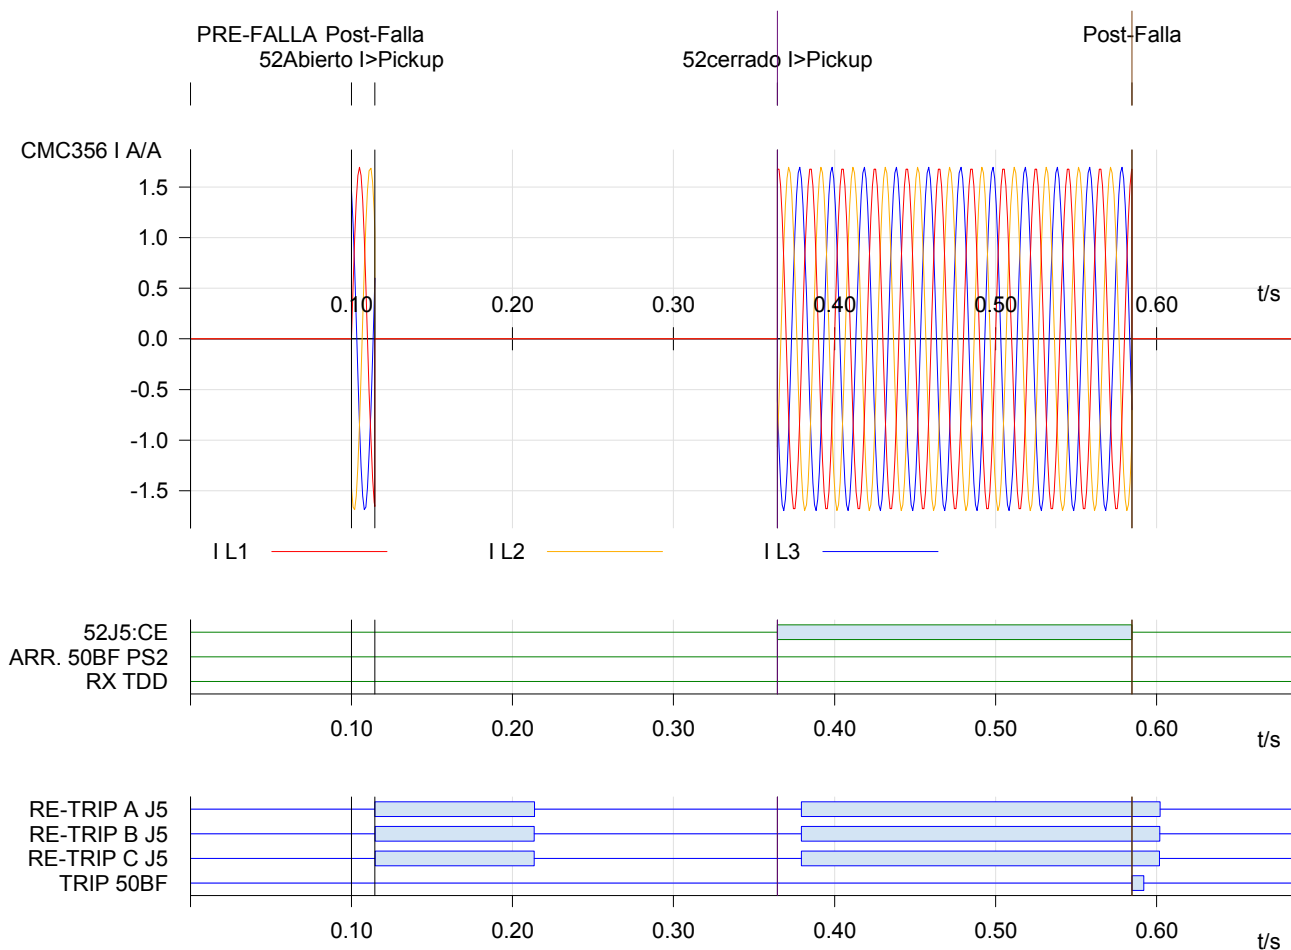 PRE-FALLA Post-Falla Post-Falla
52Abierto I>Pickup 52cerrado I>Pickup
CMC356 I A/A
1.5
1.0
0.5
0.10 0.20 0.30 0.40 0.50 0.60 t/s
0.0
-0.5
-1.0
-1.5
I L1 I L2 I L3
52J5:CE
ARR. 50BF PS2
RX TDD
0.10 0.20 0.30 0.40 0.50 0.60 t/s
RE-TRIP A J5
RE-TRIP B J5
RE-TRIP C J5
TRIP 50BF
0.10 0.20 0.30 0.40 0.50 0.60 t/s